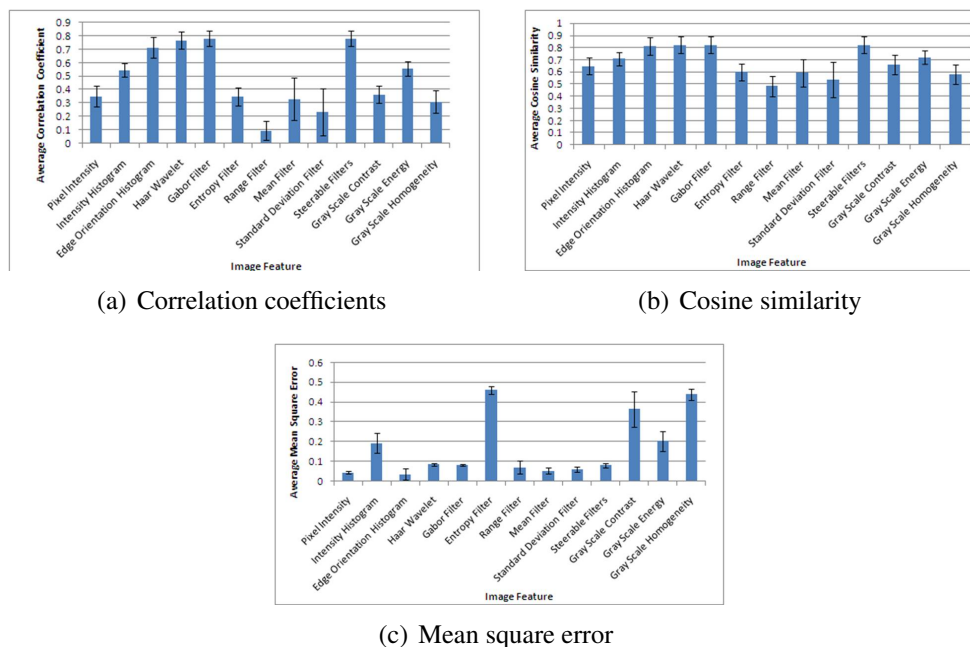 Average Correlation Coefficient
0.9
0.8
0.7
0.6
0.5
0.4
0.3
0.2
0.1
0
Pixel Intensity
Intensity Histogram
Edge Orientation Histogram
Haar Wavelet
Gabor Filter
Entropy Filter
Range Filter
Mean Filter
Standard Deviation Filter
Steerable Filters
Gray Scale Contrast
Gray Scale Energy
Gray Scale Homogeneity
Image Feature
(a) Correlation coefficients
Average Cosine Similarity
1
0.9
0.8
0.7
0.6
0.5
0.4
0.3
0.2
0.1
0
Pixel Intensity
Intensity Histogram
Edge Orientation Histogram
Haar Wavelet
Gabor Filter
Entropy Filter
Range Filter
Mean Filter
Standard Deviation Filter
Steerable Filters
Gray Scale Contrast
Gray Scale Energy
Gray Scale Homogeneity
Image Feature
(b) Cosine similarity
Average Mean Square Error
0.6
0.5
0.4
0.3
0.2
0.1
0
Pixel Intensity
Intensity Histogram
Edge Orientation Histogram
Haar Wavelet
Gabor Filter
Entropy Filter
Range Filter
Mean Filter
Standard Deviation Filter
Steerable Filters
Gray Scale Contrast
Gray Scale Energy
Gray Scale Homogeneity
Image Feature
(c) Mean square error